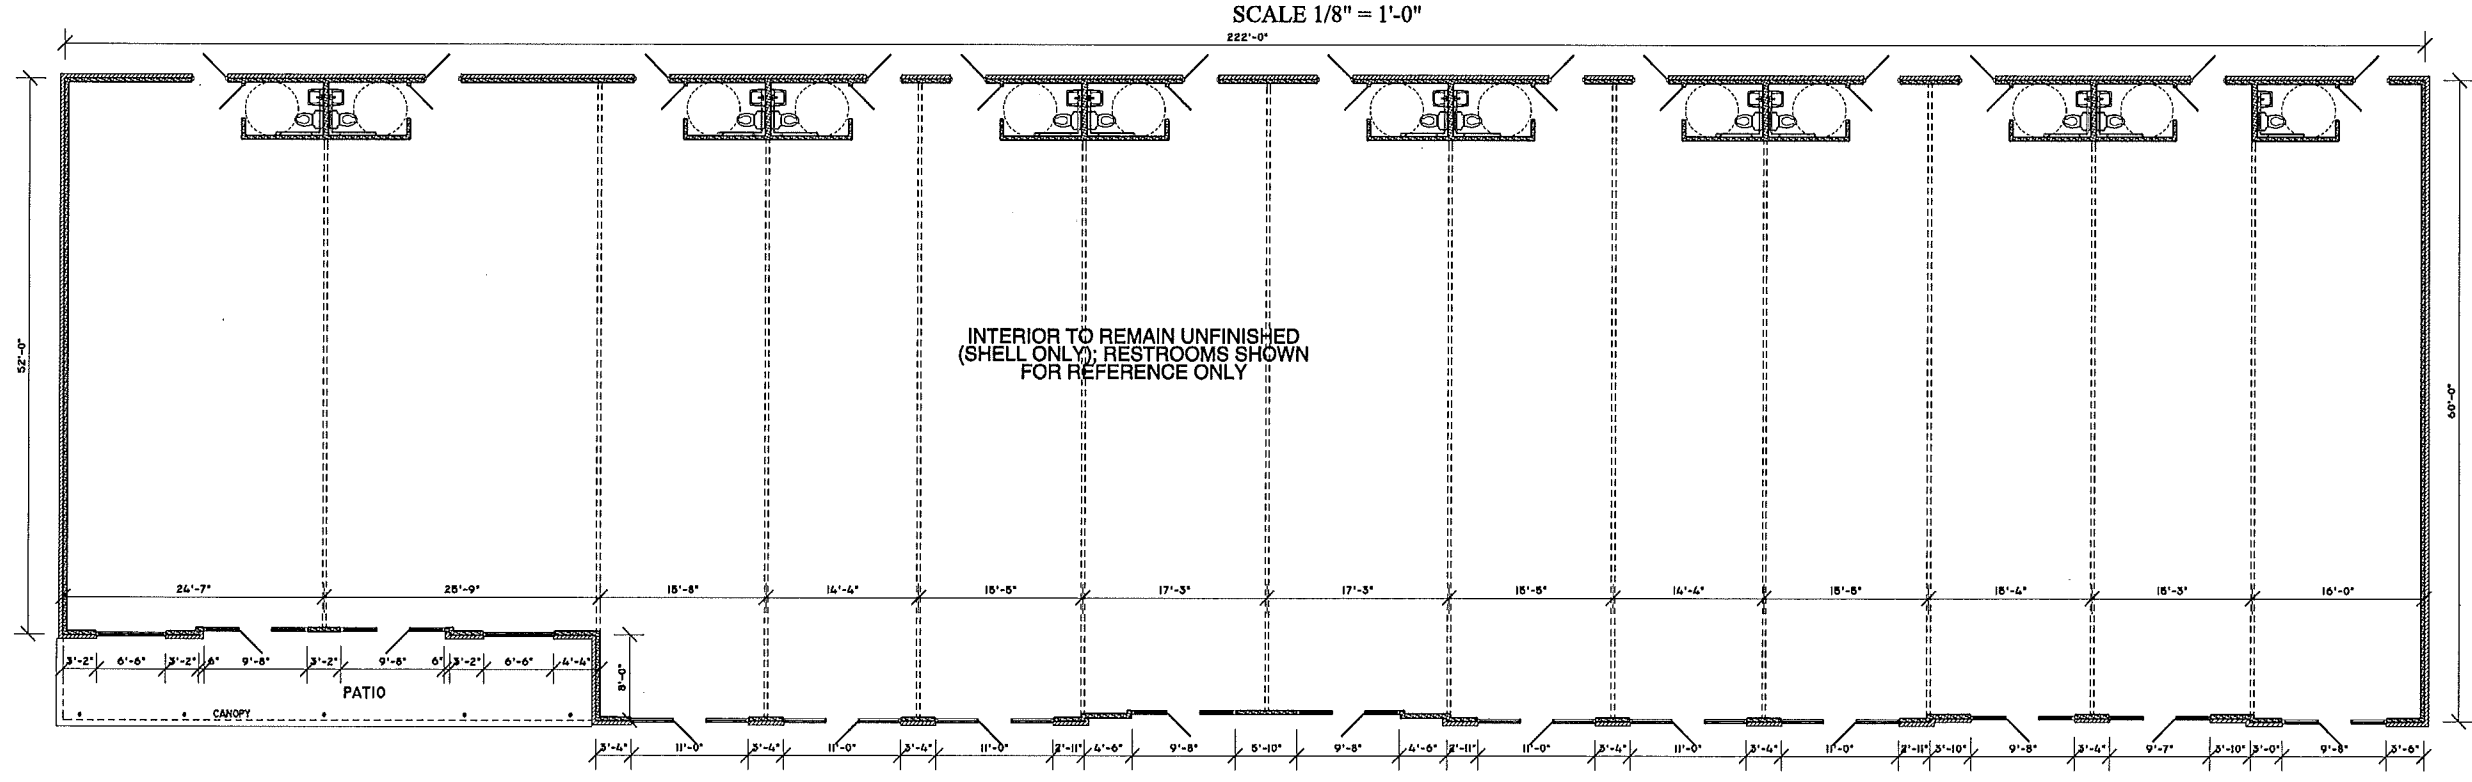 SCALE 1/8" = 1'-0"
222'-0"
52'-0"
INTERIOR TO REMAIN UNFINISHED
(SHELL ONLY); RESTROOMS SHOWN
FOR REFERENCE ONLY
60'-0"
24'-7" 25'-9" 15'-8" 14'-4" 15'-5" 17'-3" 17'-3" 15'-5" 14'-4" 15'-5" 15'-4" 15'-3" 16'-0"
3'-2" 6'-6" 3'-2" 6" 9'-8" 3'-2" 9'-8" 6" 3'-2" 6'-6" 4'-4"
8'-0"
PATIO
CANOPY
3'-4" 11'-0" 3'-4" 11'-0" 3'-4" 11'-0" 2'-11" 4'-6" 9'-8" 5'-10" 9'-8" 4'-6" 2'-11" 11'-0" 3'-4" 11'-0" 3'-4" 11'-0" 2'-11" 3'-10" 9'-8" 3'-4" 9'-7" 3'-10" 3'-0" 9'-8" 3'-6"